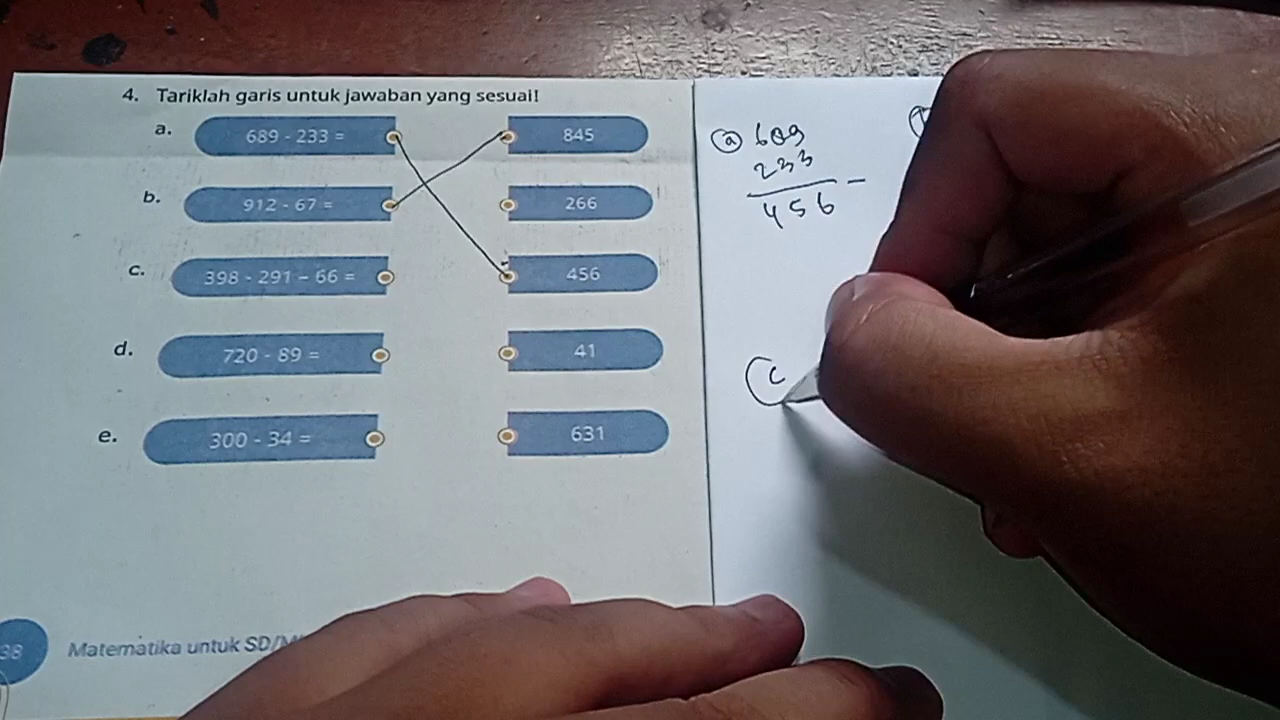 4. Tariklah garis untuk jawaban yang sesuai!
a. 689 - 233 = 845
b. 912 - 67 = 266
c. 398 - 291 - 66 = 456
d. 720 - 89 = 41
e. 300 - 34 = 631
38 Matematika untuk SD/M
a 689
233
456 -
c